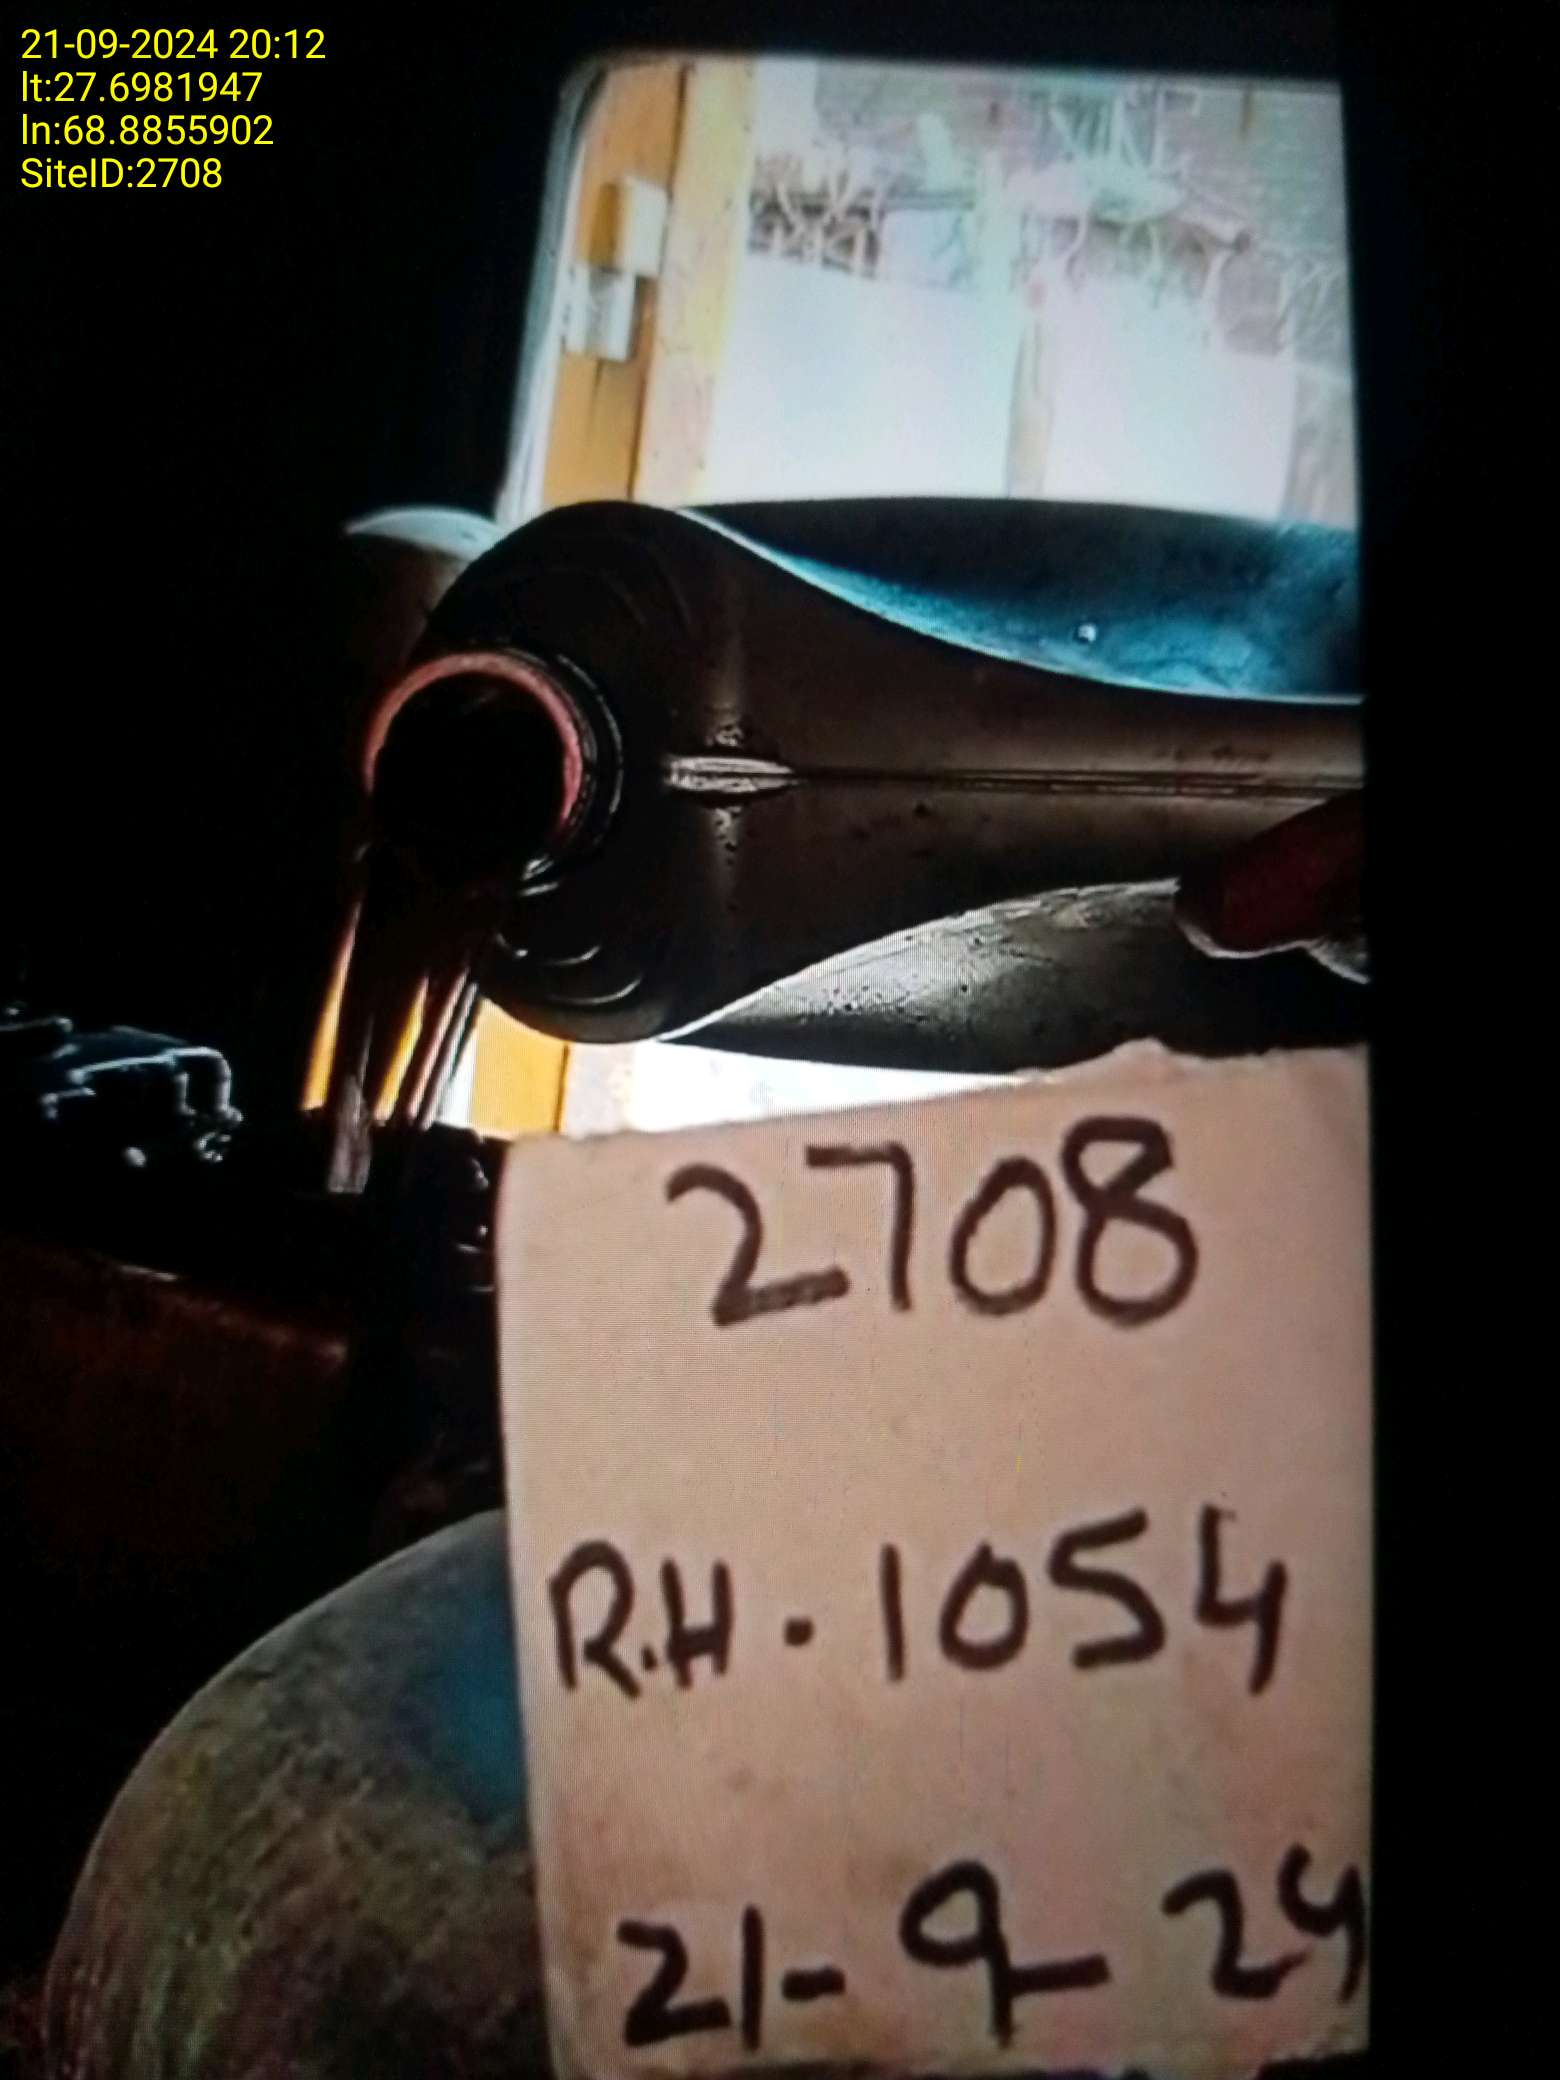 21-09-2024 20:12
lt:27.6981947
ln:68.8855902
SiteID:2708
2708
R.H. 1054
21-9-24